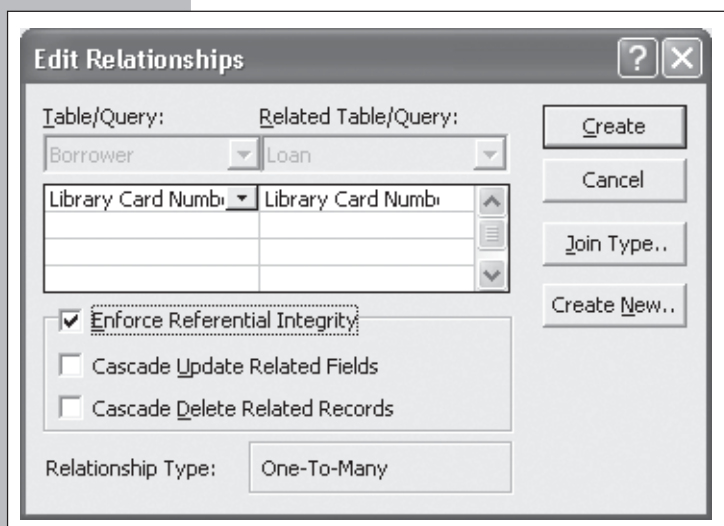 Edit Relationships
Table/Query: Related Table/Query:
Borrower Loan
Library Card Numb Library Card Numb
Enforce Referential Integrity
Cascade Update Related Fields
Cascade Delete Related Records
Relationship Type: One-To-Many
Create
Cancel
Join Type..
Create New..